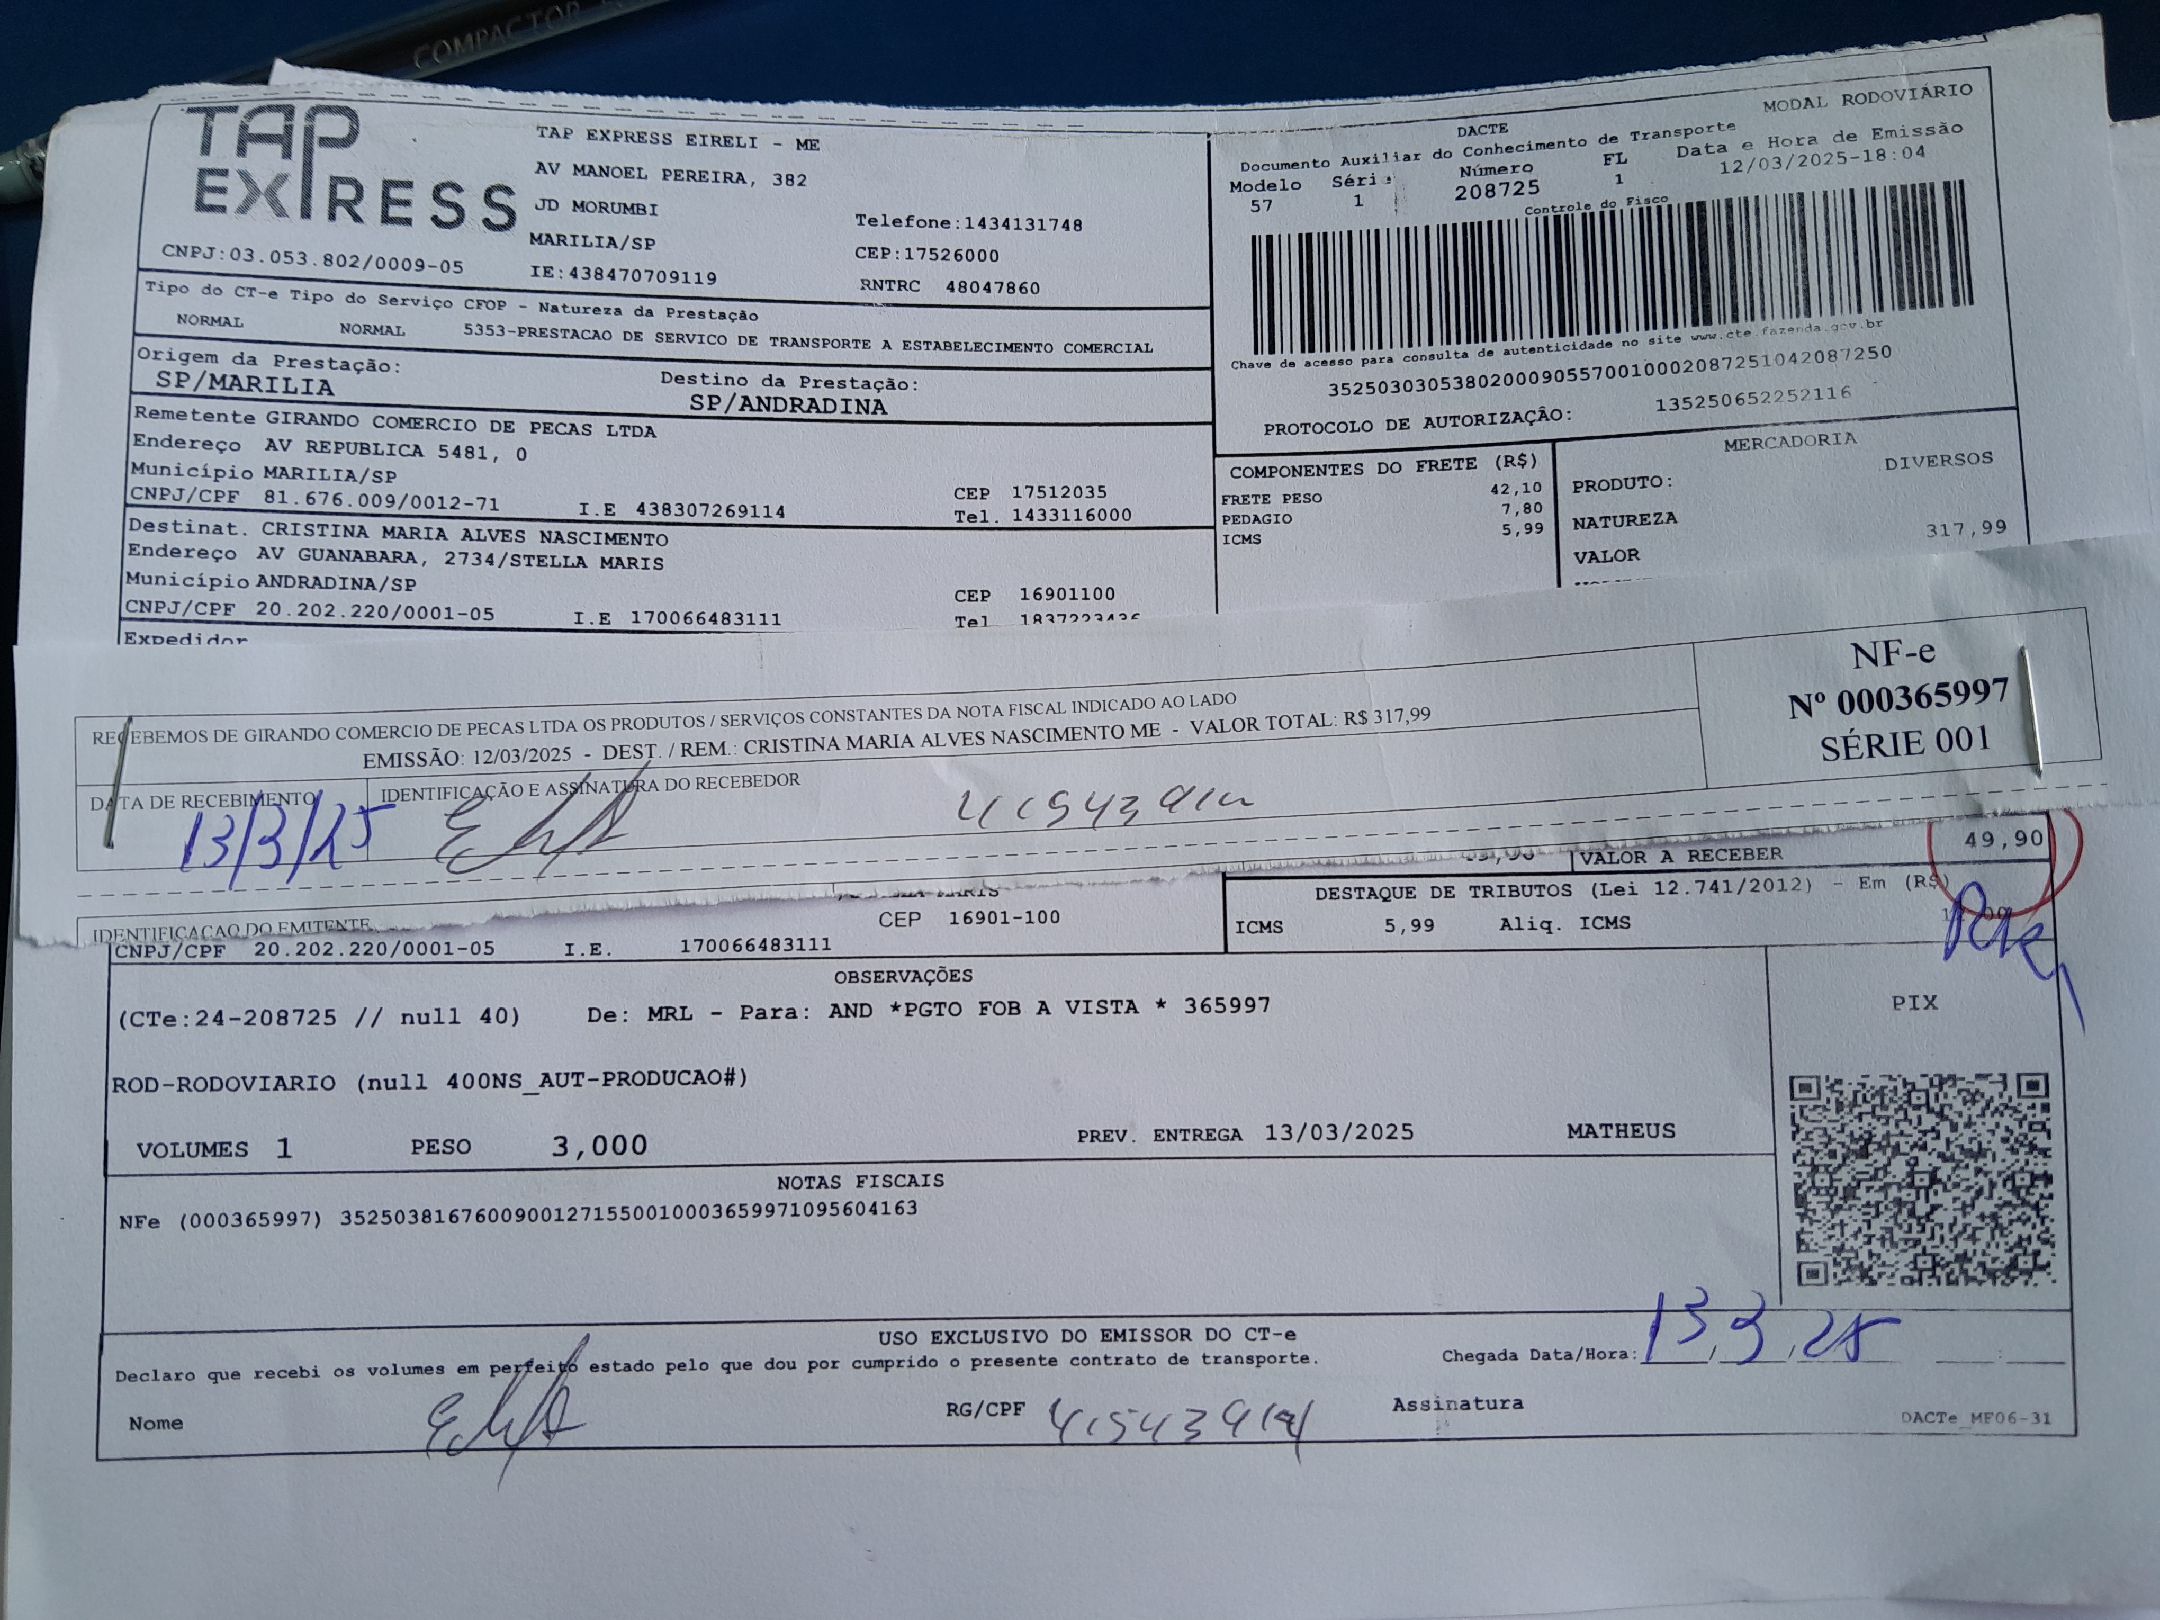 COMPACTOR
TAP
EXPRESS
CNPJ:03.053.802/0009-05
TAP EXPRESS EIRELI - ME
AV MANOEL PEREIRA, 382
JD MORUMBI
MARILIA/SP
IE:438470709119
Telefone:1434131748
CEP:17526000
RNTRC 48047860
MODAL RODOVIÁRIO
DACTE
Documento Auxiliar do Conhecimento de Transporte
Modelo Série Número FL Data e Hora de Emissão
57 1 208725 1 12/03/2025-18:04
Controle do Fisco
Chave de acesso para consulta de autenticidade no site www.cte.fazenda.gov.br
35250303053802000905570010002087251042087250
PROTOCOLO DE AUTORIZAÇÃO: 135250652252116
Tipo do CT-e Tipo do Serviço CFOP - Natureza da Prestação
NORMAL NORMAL 5353-PRESTACAO DE SERVICO DE TRANSPORTE A ESTABELECIMENTO COMERCIAL
Origem da Prestação: Destino da Prestação:
SP/MARILIA SP/ANDRADINA
Remetente GIRANDO COMERCIO DE PECAS LTDA
Endereço AV REPUBLICA 5481, 0
Município MARILIA/SP CEP 17512035
CNPJ/CPF 81.676.009/0012-71 I.E 438307269114 Tel. 1433116000
Destinat. CRISTINA MARIA ALVES NASCIMENTO
Endereço AV GUANABARA, 2734/STELLA MARIS
Município ANDRADINA/SP CEP 16901100
CNPJ/CPF 20.202.220/0001-05 I.E 170066483111 Tel
Expedidor
COMPONENTES DO FRETE (R$)
FRETE PESO 42,10
PEDAGIO 7,80
ICMS 5,99
MERCADORIA
PRODUTO: DIVERSOS
NATUREZA
VALOR 317,99
RECEBEMOS DE GIRANDO COMERCIO DE PECAS LTDA OS PRODUTOS / SERVIÇOS CONSTANTES DA NOTA FISCAL INDICADO AO LADO
EMISSÃO: 12/03/2025 - DEST. / REM.: CRISTINA MARIA ALVES NASCIMENTO ME - VALOR TOTAL: R$ 317,99
NF-e
Nº 000365997
SÉRIE 001
DATA DE RECEBIMENTO IDENTIFICAÇÃO E ASSINATURA DO RECEBEDOR
13/3/25
VALOR A RECEBER 49,90
IDENTIFICACAO DO EMITENTE
CEP 16901-100
CNPJ/CPF 20.202.220/0001-05 I.E. 170066483111
DESTAQUE DE TRIBUTOS (Lei 12.741/2012) - Em (R$)
ICMS 5,99 Aliq. ICMS
Pix
OBSERVAÇÕES
(CTe:24-208725 // null 40) De: MRL - Para: AND *PGTO FOB A VISTA * 365997
PIX
ROD-RODOVIARIO (null 400NS_AUT-PRODUCAO#)
VOLUMES 1 PESO 3,000 PREV. ENTREGA 13/03/2025 MATHEUS
NOTAS FISCAIS
NFe (000365997) 35250381676009001271550010003659971095604163
USO EXCLUSIVO DO EMISSOR DO CT-e
Declaro que recebi os volumes em perfeito estado pelo que dou por cumprido o presente contrato de transporte.
Chegada Data/Hora: 13/3/25
Nome RG/CPF Assinatura
DACTe_MF06-31